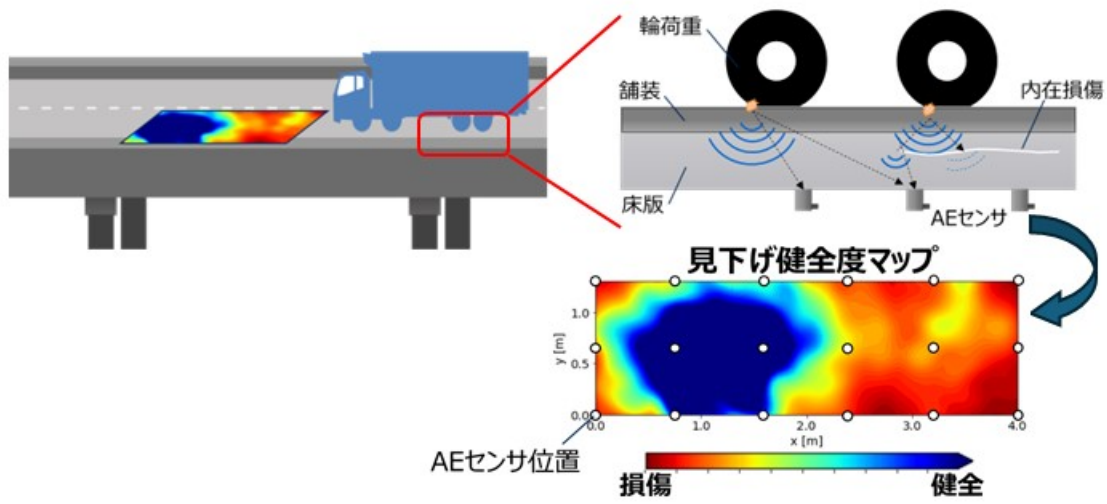 輪荷重
舗装
内在損傷
床版
AEセンサ
見下げ健全度マップ
1.0
0.5
0.0
y [m]
0.0
1.0
2.0
3.0
4.0
x [m]
AEセンサ位置
損傷
健全